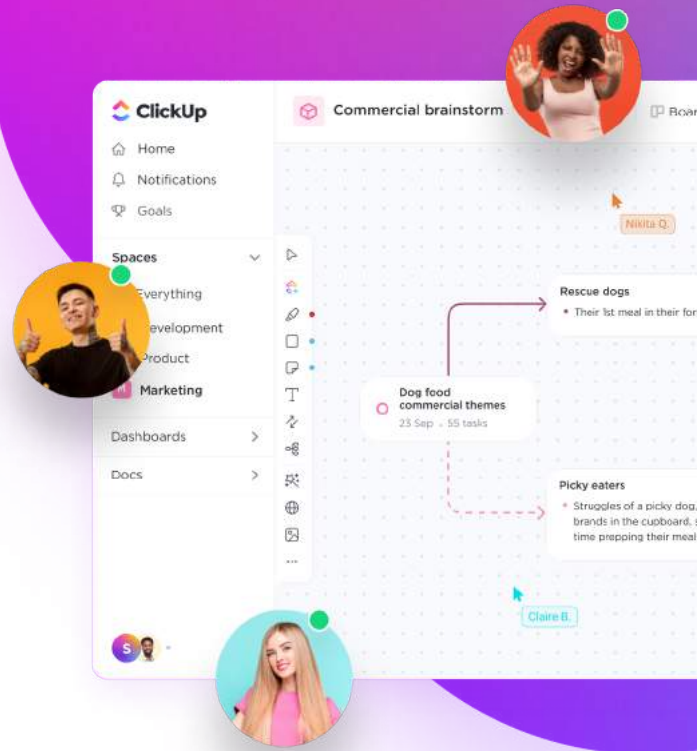 ClickUp
Commercial brainstorm
Boar
Home
Notifications
Goals
Nikita Q.
Spaces
Everything
evelopment
Product
Marketing
Rescue dogs
Their 1st meal in their for
Dog food
commercial themes
23 Sep . 55 tasks
Dashboards
Docs
Picky eaters
Struggles of a picky dog,
brands in the cupboard, s
time prepping their meal
Claire B.
S